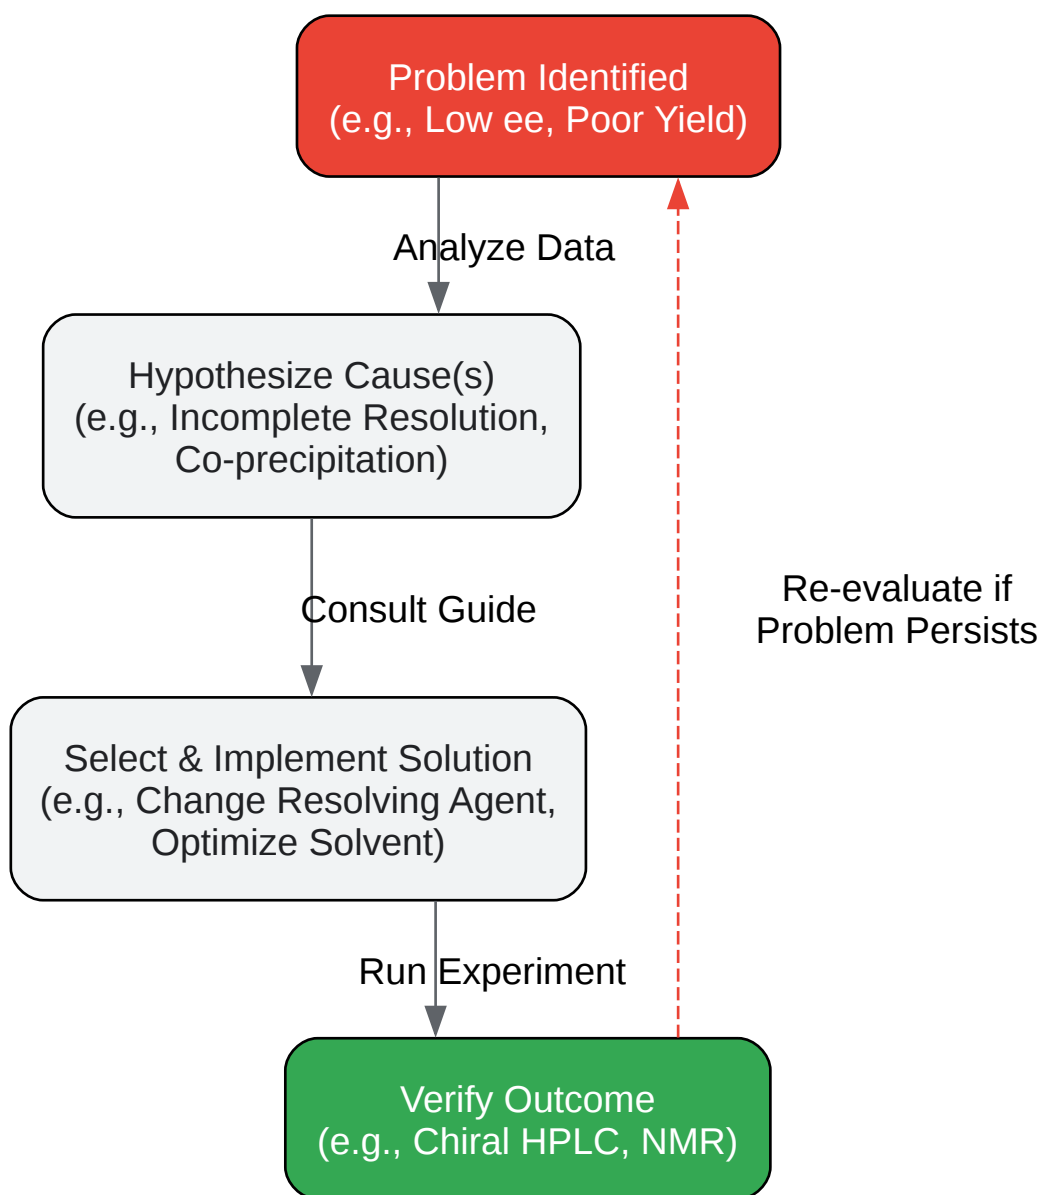 Problem Identified
(e.g., Low ee, Poor Yield)
Analyze Data
Hypothesize Cause(s)
(e.g., Incomplete Resolution,
Co-precipitation)
Consult Guide
Re-evaluate if
Problem Persists
Select & Implement Solution
(e.g., Change Resolving Agent,
Optimize Solvent)
Run Experiment
Verify Outcome
(e.g., Chiral HPLC, NMR)